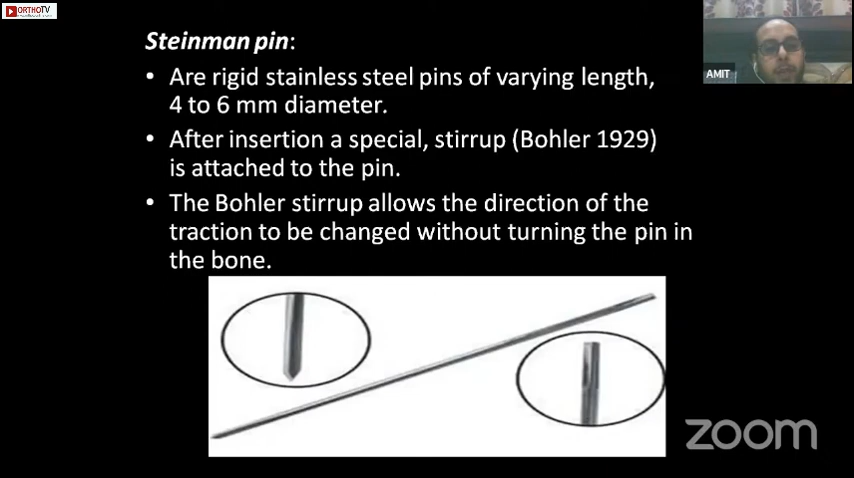 ORTHOTV
Steinman pin:
• Are rigid stainless steel pins of varying length,
4 to 6 mm diameter.
• After insertion a special, stirrup (Bohler 1929)
is attached to the pin.
• The Bohler stirrup allows the direction of the
traction to be changed without turning the pin in
the bone.
AMIT
zoom